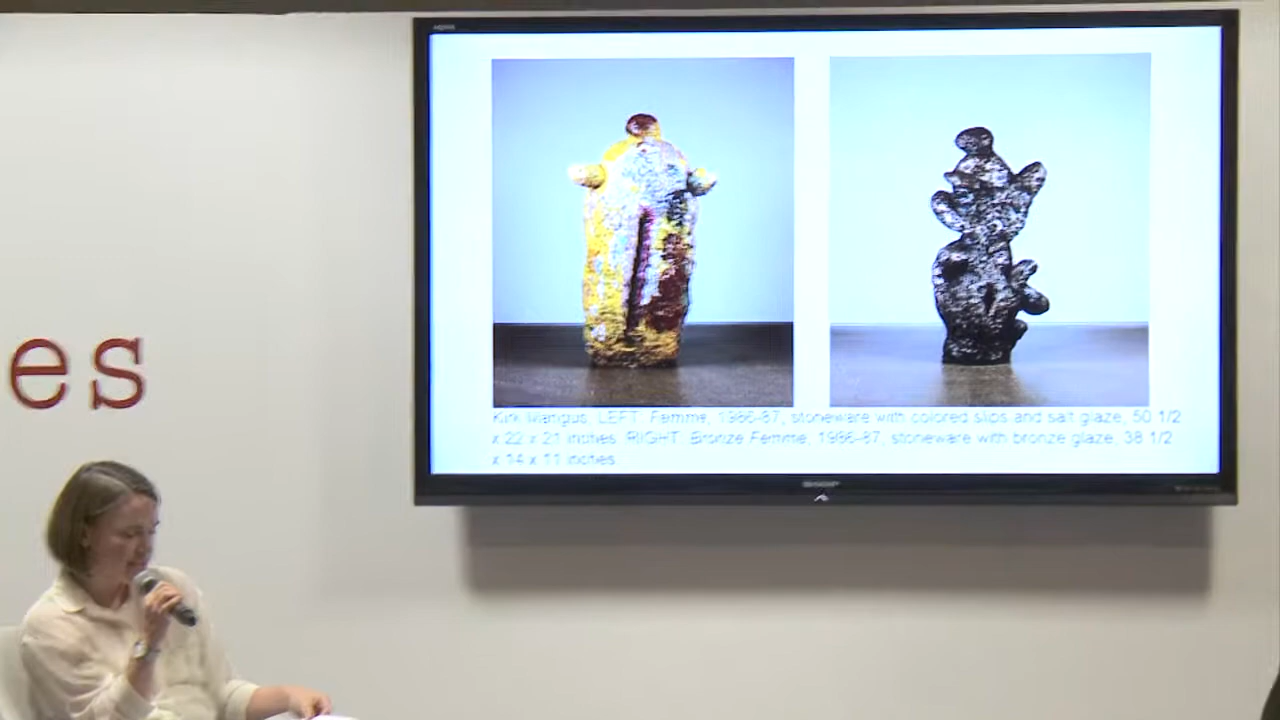 Kirk Mangus, LEFT: Femme, 1986-87, stoneware with colored slips and salt glaze, 50 1/2
x 22 x 21 inches. RIGHT: Bronze Femme, 1986-87, stoneware with bronze glaze, 38 1/2
x 14 x 11 inches
es
SHARP